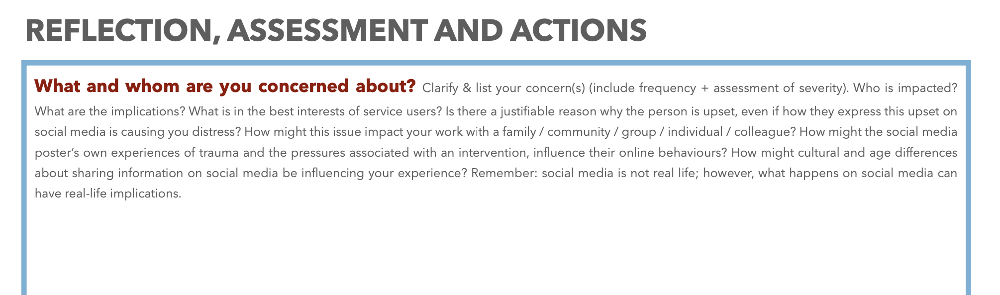 REFLECTION, ASSESSMENT AND ACTIONS
What and whom are you concerned about? Clarify & list your concern(s) (include frequency + assessment of severity). Who is impacted?
What are the implications? What is in the best interests of service users? Is there a justifiable reason why the person is upset, even if how they express this upset on
social media is causing you distress? How might this issue impact your work with a family / community / group / individual / colleague? How might the social media
poster’s own experiences of trauma and the pressures associated with an intervention, influence their online behaviours? How might cultural and age differences
about sharing information on social media be influencing your experience? Remember: social media is not real life; however, what happens on social media can
have real-life implications.